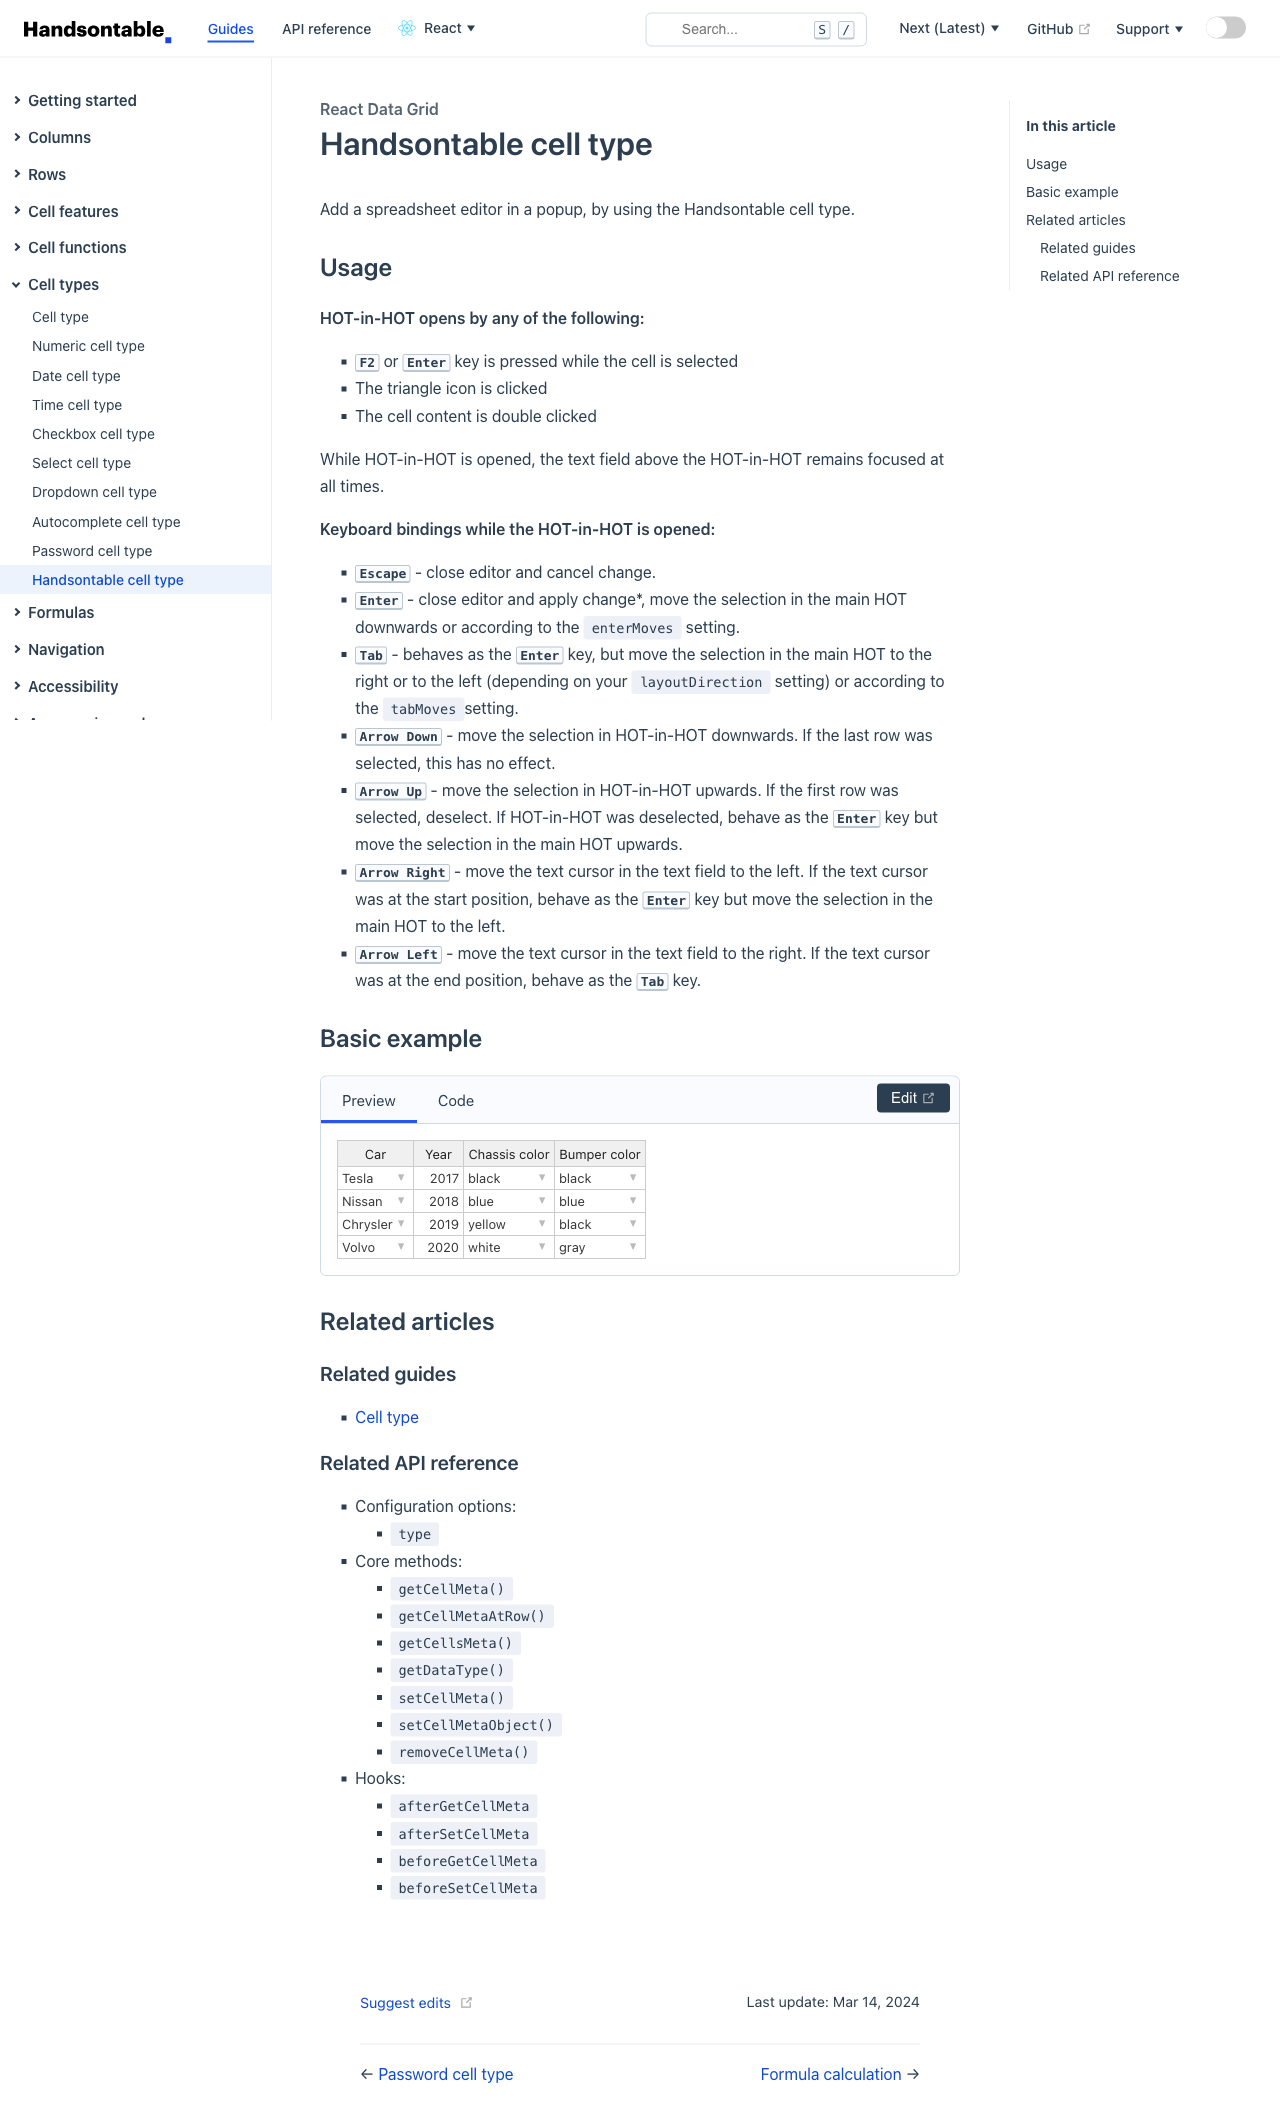 Handsontable
Guides
API reference
React
Search...
S
/
Next (Latest)
GitHub
Support
Getting started
Columns
Rows
Cell features
Cell functions
Cell types
Cell type
Numeric cell type
Date cell type
Time cell type
Checkbox cell type
Select cell type
Dropdown cell type
Autocomplete cell type
Password cell type
Handsontable cell type
Formulas
Navigation
Accessibility
React Data Grid
Handsontable cell type
Add a spreadsheet editor in a popup, by using the Handsontable cell type.
Usage
HOT-in-HOT opens by any of the following:
F2 or Enter key is pressed while the cell is selected
The triangle icon is clicked
The cell content is double clicked
While HOT-in-HOT is opened, the text field above the HOT-in-HOT remains focused at
all times.
Keyboard bindings while the HOT-in-HOT is opened:
Escape - close editor and cancel change.
Enter - close editor and apply change*, move the selection in the main HOT
downwards or according to the enterMoves setting.
Tab - behaves as the Enter key, but move the selection in the main HOT to the
right or to the left (depending on your layoutDirection setting) or according to
the tabMoves setting.
Arrow Down - move the selection in HOT-in-HOT downwards. If the last row was
selected, this has no effect.
Arrow Up - move the selection in HOT-in-HOT upwards. If the first row was
selected, deselect. If HOT-in-HOT was deselected, behave as the Enter key but
move the selection in the main HOT upwards.
Arrow Right - move the text cursor in the text field to the left. If the text cursor
was at the start position, behave as the Enter key but move the selection in the
main HOT to the left.
Arrow Left - move the text cursor in the text field to the right. If the text cursor
was at the end position, behave as the Tab key.
Basic example
Preview
Code
Edit
Car Year Chassis color Bumper color
Tesla ▼ 2017 black ▼ black ▼
Nissan ▼ 2018 blue ▼ blue ▼
Chrysler ▼ 2019 yellow ▼ black ▼
Volvo ▼ 2020 white ▼ gray ▼
Related articles
Related guides
Cell type
Related API reference
Configuration options:
type
Core methods:
getCellMeta()
getCellMetaAtRow()
getCellsMeta()
getDataType()
setCellMeta()
setCellMetaObject()
removeCellMeta()
Hooks:
afterGetCellMeta
afterSetCellMeta
beforeGetCellMeta
beforeSetCellMeta
Suggest edits
Last update: Mar 14, 2024
← Password cell type
Formula calculation →
In this article
Usage
Basic example
Related articles
Related guides
Related API reference